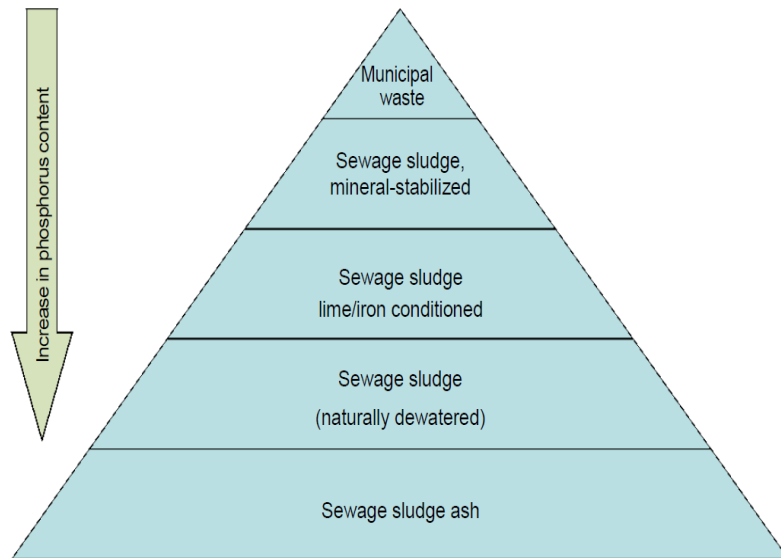 Increase in phosphorus content
Municipal
waste
Sewage sludge,
mineral-stabilized
Sewage sludge
lime/iron conditioned
Sewage sludge
(naturally dewatered)
Sewage sludge ash